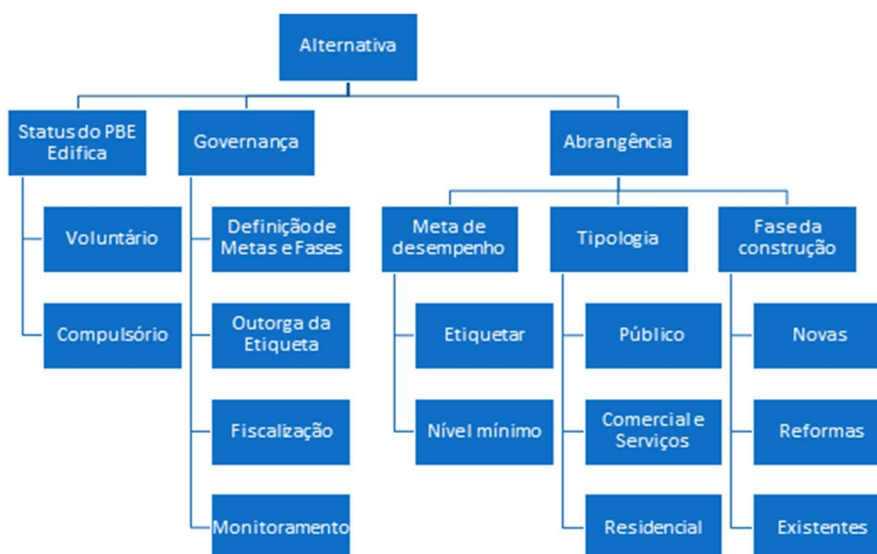 Alternativa
Status do PBE
Edifica
Governança
Abrangência
Voluntário
Compulsório
Definição de
Metas e Fases
Outorga da
Etiqueta
Fiscalização
Monitoramento
Meta de
desempenho
Tipologia
Fase da
construção
Etiquetar
Nível mínimo
Público
Comercial e
Serviços
Residencial
Novas
Reformas
Existentes